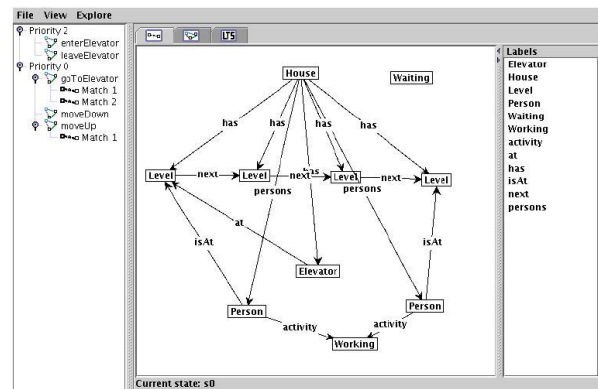 File View Explore
Priority 2
enterElevator
leaveElevator
Priority 0
goToElevator
Match 1
Match 2
moveDown
moveUp
Match 1
LTS
House
Waiting
has has has has
Level next Level next has Level next Level
persons persons
at
isAt isAt
Elevator
Person Person
activity activity
Working
Current state: s0
Labels
Elevator
House
Level
Person
Waiting
Working
activity
at
has
isAt
next
persons